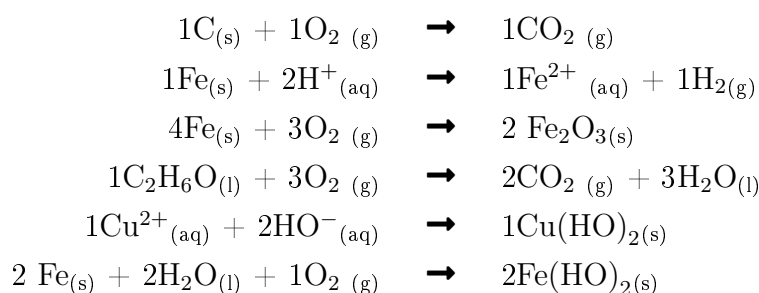 1C₍ₛ₎ + 1O₂ ₍g₎ → 1CO₂ ₍g₎
1Fe₍ₛ₎ + 2H⁺₍aq₎ → 1Fe²⁺ ₍aq₎ + 1H₂₍g₎
4Fe₍ₛ₎ + 3O₂ ₍g₎ → 2 Fe₂O₃₍ₛ₎
1C₂H₆O₍ₗ₎ + 3O₂ ₍g₎ → 2CO₂ ₍g₎ + 3H₂O₍ₗ₎
1Cu²⁺₍aq₎ + 2HO⁻₍aq₎ → 1Cu(HO)₂₍ₛ₎
2 Fe₍ₛ₎ + 2H₂O₍ₗ₎ + 1O₂ ₍g₎ → 2Fe(HO)₂₍ₛ₎